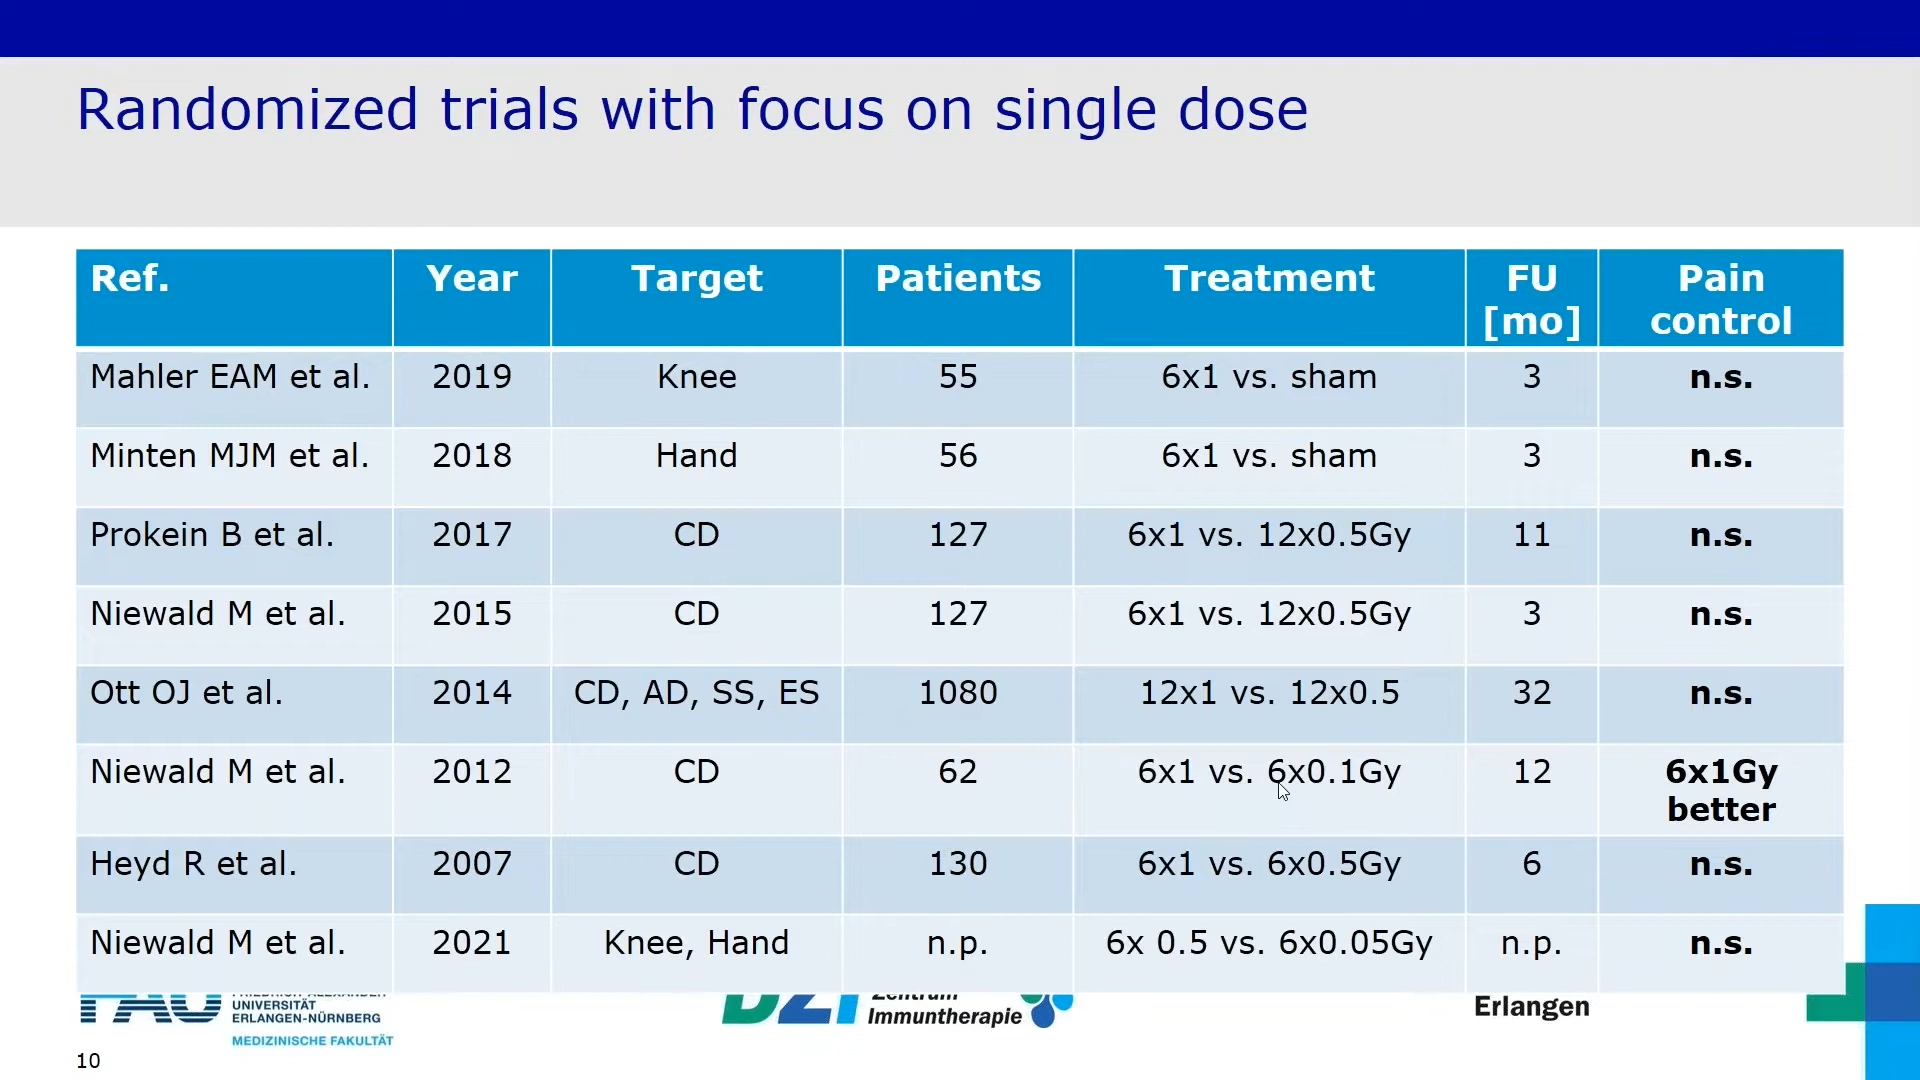 Randomized trials with focus on single dose
Ref. Year Target Patients Treatment FU [mo] Pain control
Mahler EAM et al. 2019 Knee 55 6x1 vs. sham 3 n.s.
Minten MJM et al. 2018 Hand 56 6x1 vs. sham 3 n.s.
Prokein B et al. 2017 CD 127 6x1 vs. 12x0.5Gy 11 n.s.
Niewald M et al. 2015 CD 127 6x1 vs. 12x0.5Gy 3 n.s.
Ott OJ et al. 2014 CD, AD, SS, ES 1080 12x1 vs. 12x0.5 32 n.s.
Niewald M et al. 2012 CD 62 6x1 vs. 6x0.1Gy 12 6x1Gy better
Heyd R et al. 2007 CD 130 6x1 vs. 6x0.5Gy 6 n.s.
Niewald M et al. 2021 Knee, Hand n.p. 6x 0.5 vs. 6x0.05Gy n.p. n.s.
FAU FRIEDRICH-ALEXANDER
UNIVERSITÄT
ERLANGEN-NÜRNBERG
MEDIZINISCHE FAKULTÄT
DZI Zentrum
Immuntherapie
Erlangen
10